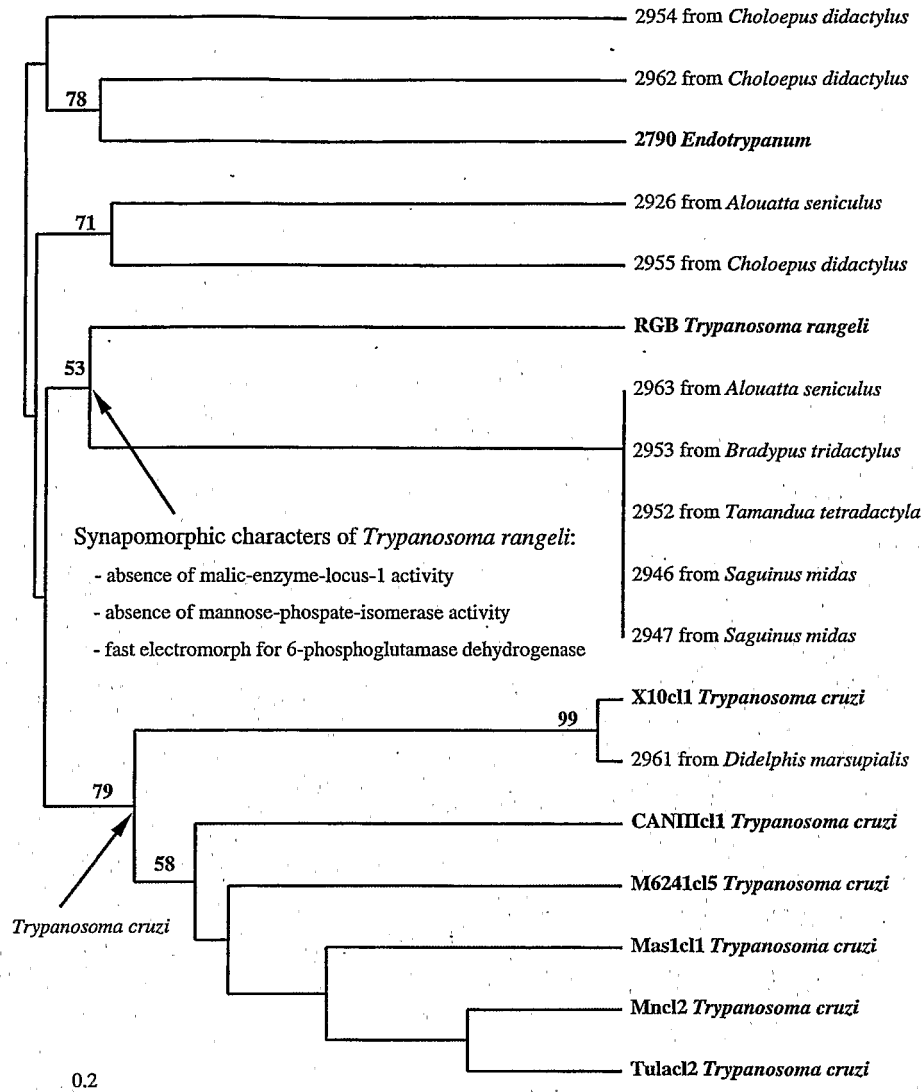 2954 from Choloepus didactylus
2962 from Choloepus didactylus
78
2790 Endotrypanum
2926 from Alouatta seniculus
71
2955 from Choloepus didactylus
RGB Trypanosoma rangeli
53
2963 from Alouatta seniculus
2953 from Bradypus tridactylus
2952 from Tamandua tetradactyla
Synapomorphic characters of Trypanosoma rangeli:
- absence of malic-enzyme-locus-1 activity
- absence of mannose-phospate-isomerase activity
- fast electromorph for 6-phosphoglutamase dehydrogenase
2946 from Saguinus midas
2947 from Saguinus midas
X10cl1 Trypanosoma cruzi
99
2961 from Didelphis marsupialis
79
CANIIIcl1 Trypanosoma cruzi
58
M6241cl5 Trypanosoma cruzi
Trypanosoma cruzi
Mas1cl1 Trypanosoma cruzi
Mncl2 Trypanosoma cruzi
Tulacl2 Trypanosoma cruzi
0.2